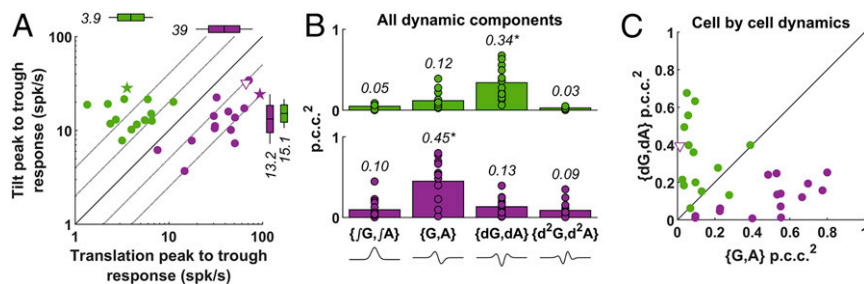 A
3.9
39
Tilt peak to trough
response (spk/s)
100
10
1
1 10 100
13.2
15.1
Translation peak to trough
response (spk/s)
B
All dynamic components
p.c.c.²
1
0
0.05
0.12
0.34*
0.03
1
0
0.10
0.45*
0.13
0.09
{∫G,∫A} {G,A} {dG,dA} {d²G,d²A}
C
Cell by cell dynamics
{dG,dA} p.c.c.²
1
0.8
0.6
0.4
0.2
0
0 0.2 0.4 0.6 0.8 1
{G,A} p.c.c.²